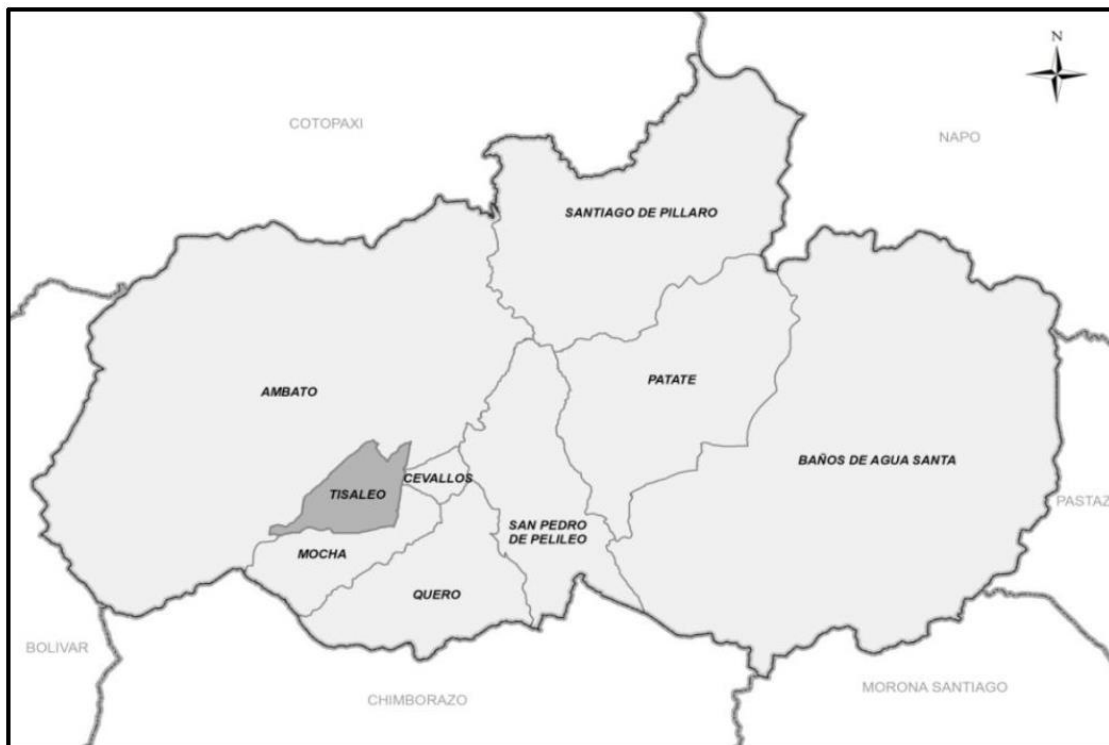 N
COTOPAXI
NAPO
SANTIAGO DE PILLARO
AMBATO
PATATE
BAÑOS DE AGUA SANTA
CEVALLOS
TISALEO
PASTAZ
SAN PEDRO
DE PELILEO
MOCHA
QUERO
BOLIVAR
MORONA SANTIAGO
CHIMBORAZO